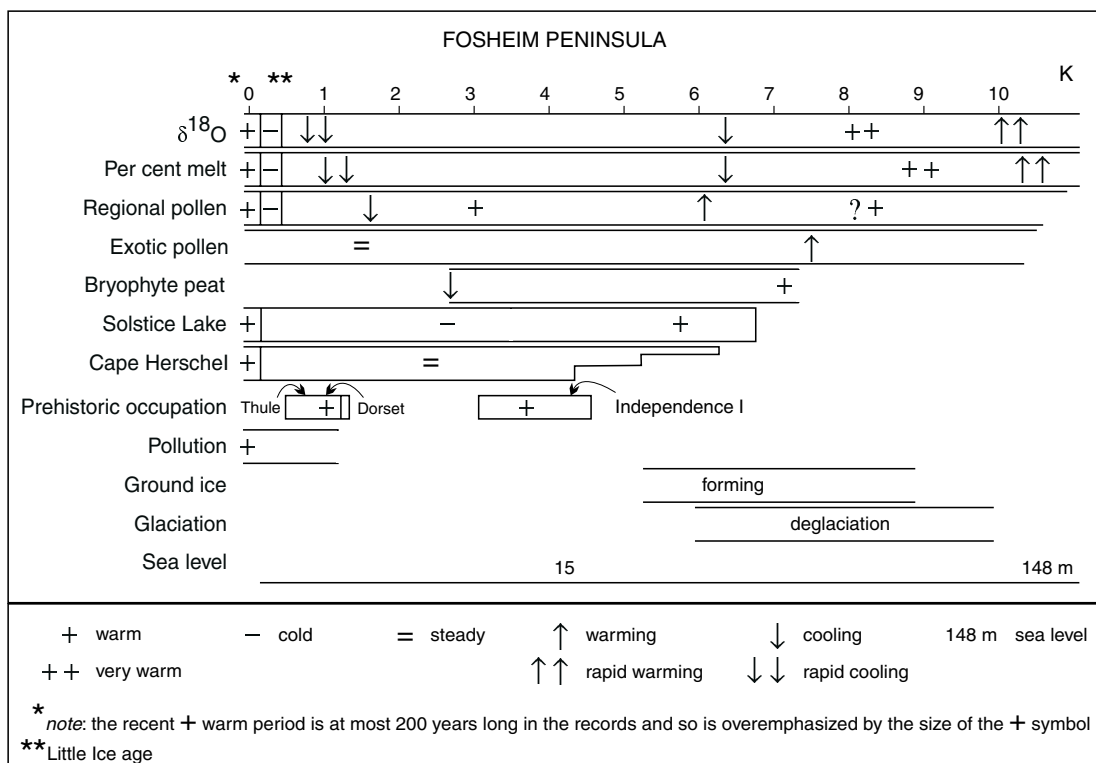 FOSHEIM PENINSULA
* ** K
0 1 2 3 4 5 6 7 8 9 10
δ18O + − ↓ ↓ ↓ + + ↑ ↑
Per cent melt + − ↓ ↓ ↓ + + ↑ ↑
Regional pollen + − ↓ + ↑ ? +
Exotic pollen = ↑
Bryophyte peat ↓ +
Solstice Lake + − +
Cape Herschel + =
Prehistoric occupation Thule + Dorset + Independence I
Pollution +
Ground ice forming
Glaciation deglaciation
Sea level 15 148 m
+ warm − cold = steady ↑ warming ↓ cooling 148 m sea level
+ + very warm ↑ ↑ rapid warming ↓ ↓ rapid cooling
* note: the recent + warm period is at most 200 years long in the records and so is overemphasized by the size of the + symbol
**Little Ice age